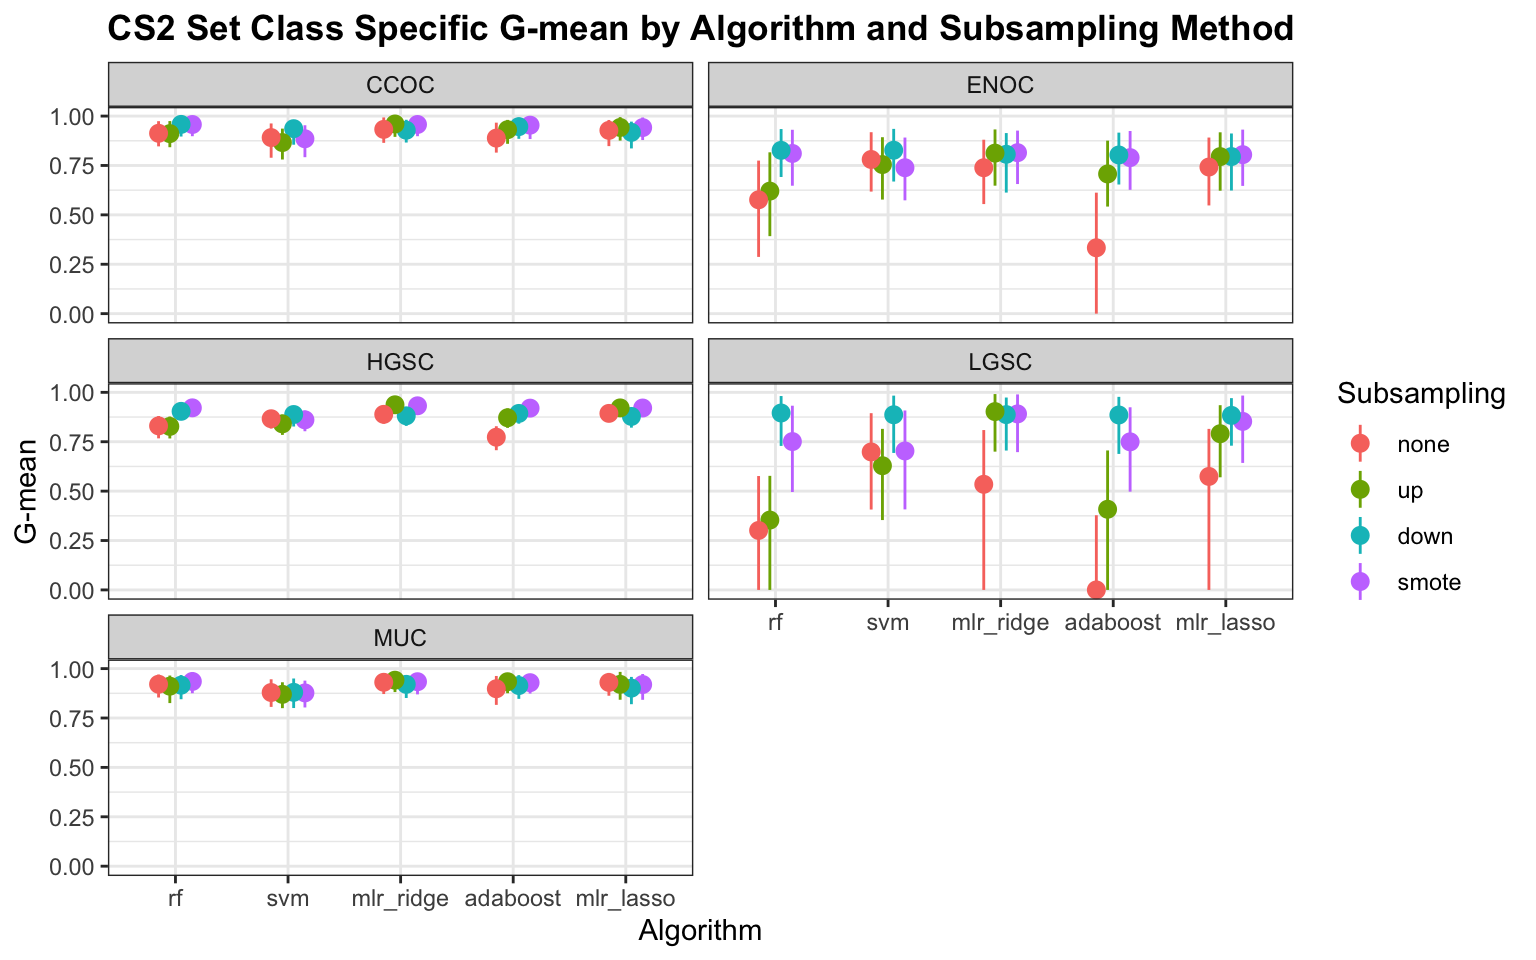 CS2 Set Class Specific G-mean by Algorithm and Subsampling Method
CCOC
ENOC
1.00
0.75
0.50
0.25
0.00
HGSC
LGSC
1.00
0.75
0.50
0.25
0.00
rf svm mlr_ridge adaboost mlr_lasso
MUC
1.00
0.75
0.50
0.25
0.00
rf svm mlr_ridge adaboost mlr_lasso
Algorithm
G-mean
Subsampling
none
up
down
smote